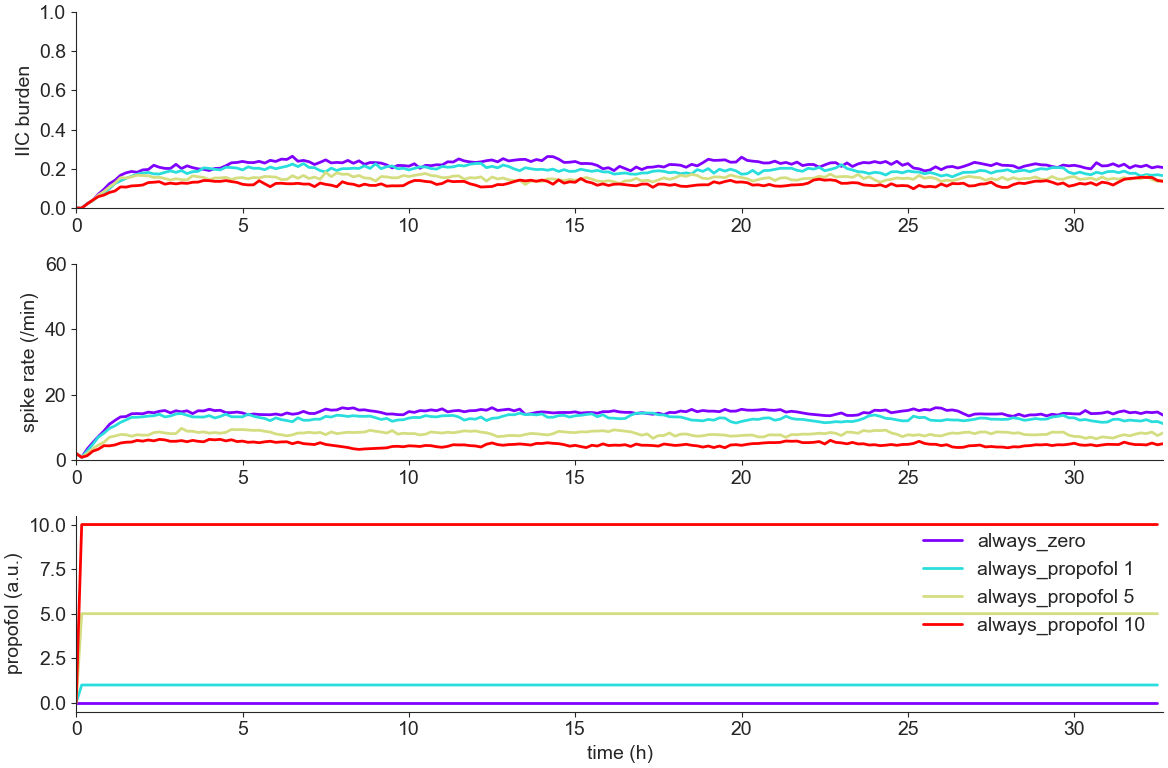 1.0
0.8
0.6
0.4
0.2
0.0
IIC burden
0 5 10 15 20 25 30
60
40
20
0
spike rate (/min)
0 5 10 15 20 25 30
10.0
7.5
5.0
2.5
0.0
propofol (a.u.)
always_zero
always_propofol 1
always_propofol 5
always_propofol 10
0 5 10 15 20 25 30
time (h)